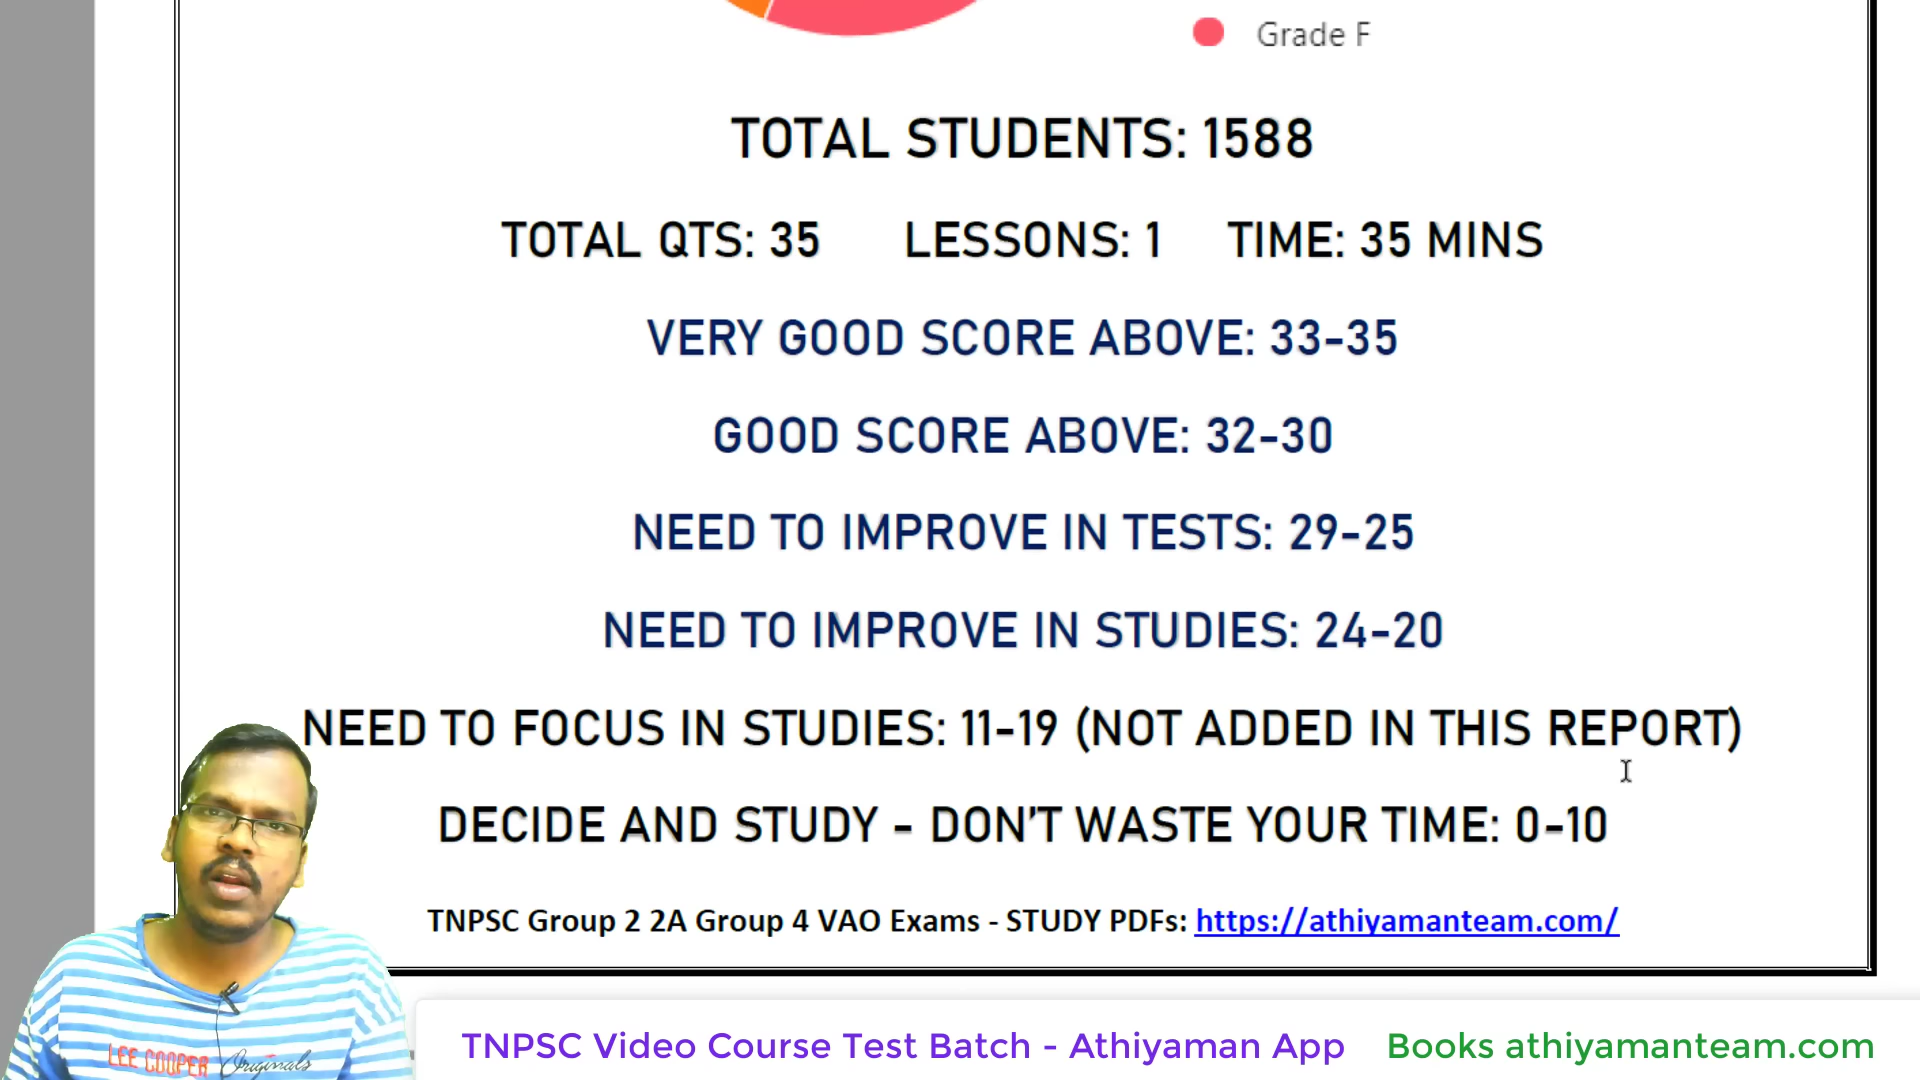 Grade F
TOTAL STUDENTS: 1588
TOTAL QTS: 35 LESSONS: 1 TIME: 35 MINS
VERY GOOD SCORE ABOVE: 33-35
GOOD SCORE ABOVE: 32-30
NEED TO IMPROVE IN TESTS: 29-25
NEED TO IMPROVE IN STUDIES: 24-20
NEED TO FOCUS IN STUDIES: 11-19 (NOT ADDED IN THIS REPORT)
DECIDE AND STUDY - DON'T WASTE YOUR TIME: 0-10
TNPSC Group 2 2A Group 4 VAO Exams - STUDY PDFs: https://athiyamanteam.com/
LEE COOPER Originals
TNPSC Video Course Test Batch - Athiyaman App Books athiyamanteam.com